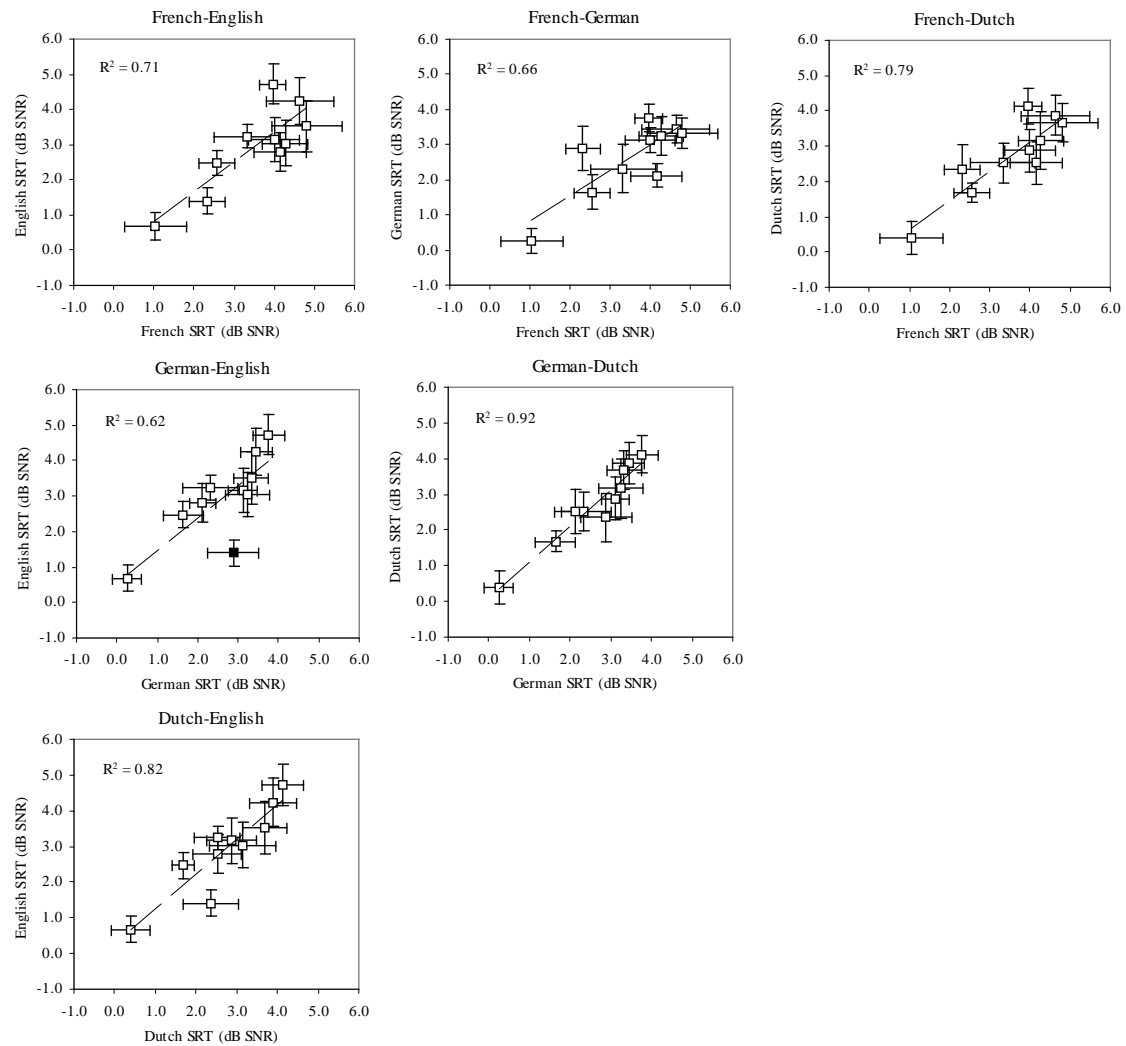 French-English
R² = 0.71
English SRT (dB SNR)
6.0
5.0
4.0
3.0
2.0
1.0
0.0
-1.0
-1.0 0.0 1.0 2.0 3.0 4.0 5.0 6.0
French SRT (dB SNR)
French-German
R² = 0.66
German SRT (dB SNR)
6.0
5.0
4.0
3.0
2.0
1.0
0.0
-1.0
-1.0 0.0 1.0 2.0 3.0 4.0 5.0 6.0
French SRT (dB SNR)
French-Dutch
R² = 0.79
Dutch SRT (dB SNR)
6.0
5.0
4.0
3.0
2.0
1.0
0.0
-1.0
-1.0 0.0 1.0 2.0 3.0 4.0 5.0 6.0
French SRT (dB SNR)
German-English
R² = 0.62
English SRT (dB SNR)
6.0
5.0
4.0
3.0
2.0
1.0
0.0
-1.0
-1.0 0.0 1.0 2.0 3.0 4.0 5.0 6.0
German SRT (dB SNR)
German-Dutch
R² = 0.92
Dutch SRT (dB SNR)
6.0
5.0
4.0
3.0
2.0
1.0
0.0
-1.0
-1.0 0.0 1.0 2.0 3.0 4.0 5.0 6.0
German SRT (dB SNR)
Dutch-English
R² = 0.82
English SRT (dB SNR)
6.0
5.0
4.0
3.0
2.0
1.0
0.0
-1.0
-1.0 0.0 1.0 2.0 3.0 4.0 5.0 6.0
Dutch SRT (dB SNR)